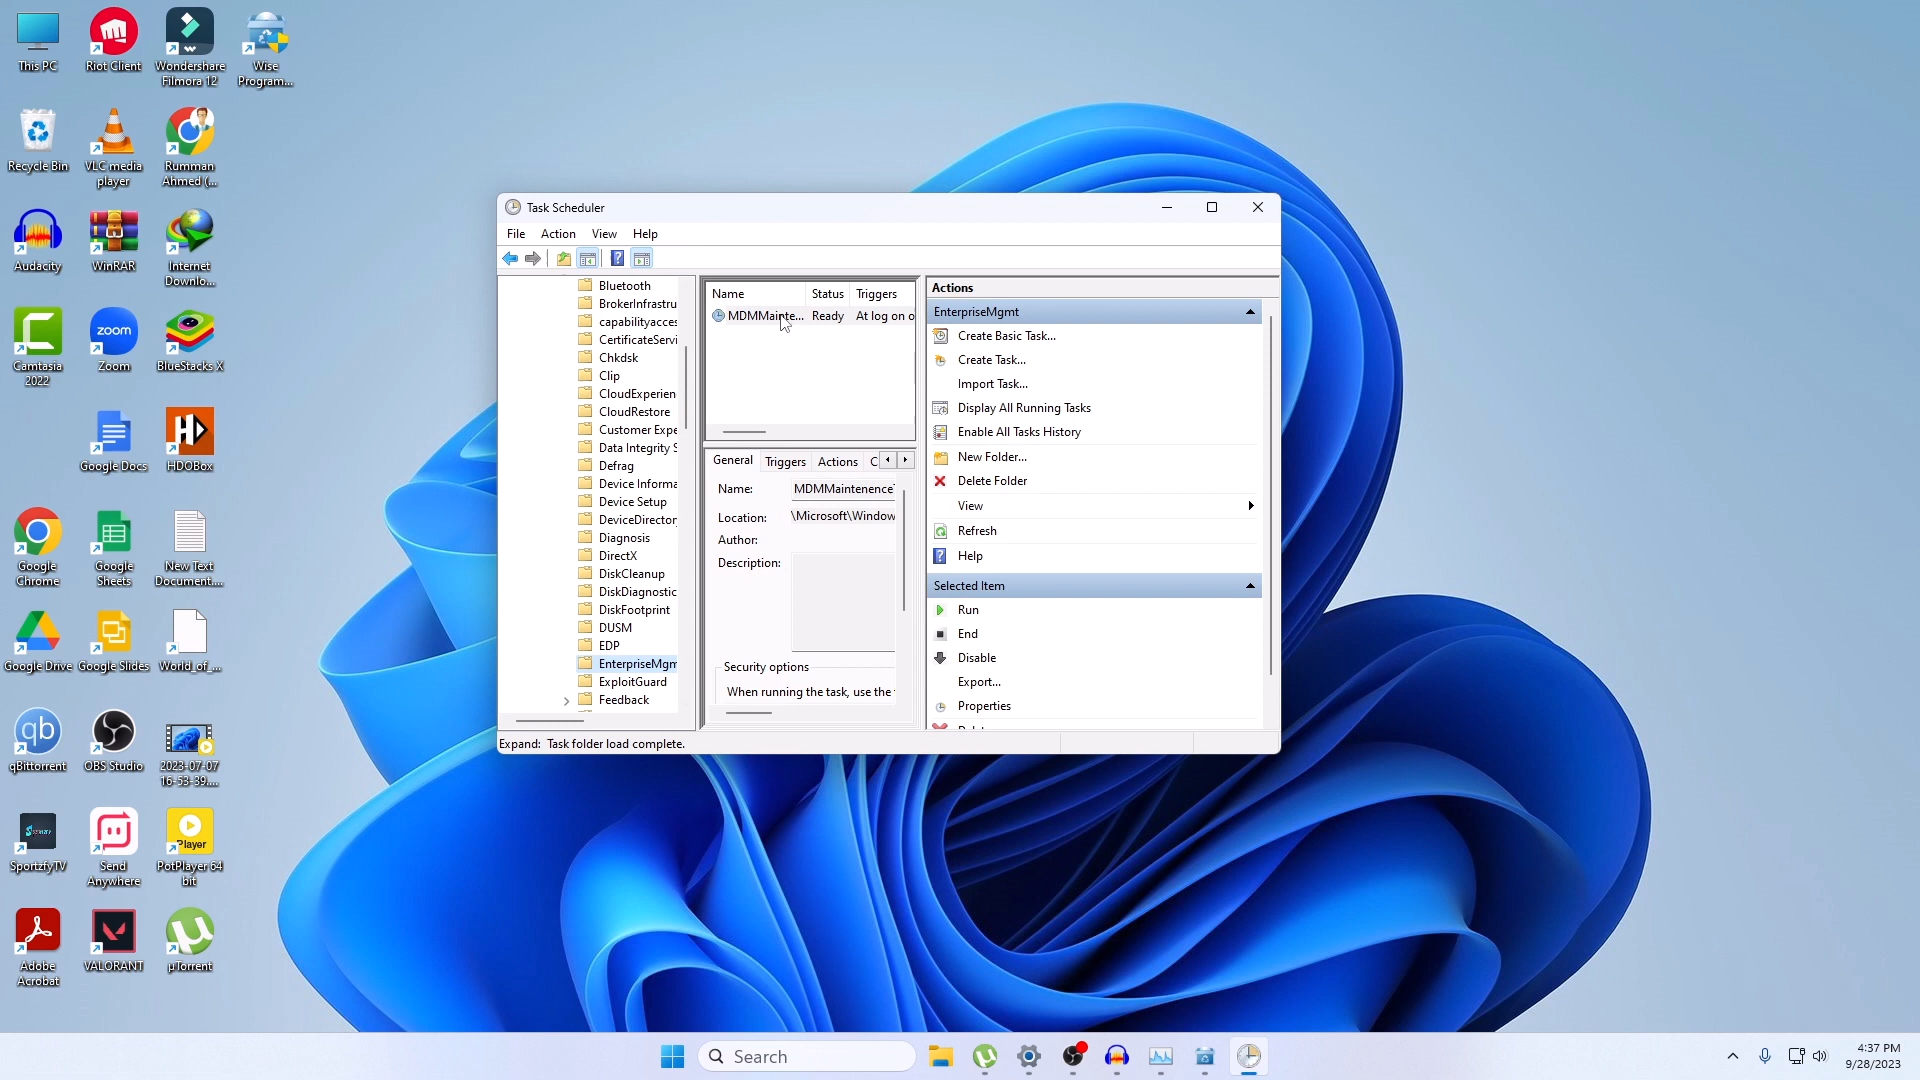 This PC
Riot Client
Wondershare
Filmora 12
Wise
Program...
Recycle Bin
VLC media
player
Rumman
Ahmed (...
Audacity
WinRAR
Internet
Downlo...
Camtasia
2022
Zoom
zoom
BlueStacks X
Google Docs
HDOBox
Google
Chrome
Google
Sheets
New Text
Document....
Google Drive
Google Slides
World_of_...
qb
qBittorrent
OBS Studio
2023-07-07
16-53-39....
SportzfyTV
Send
Anywhere
Player
PotPlayer 64
bit
Adobe
Acrobat
VALORANT
µTorrent
Task Scheduler
File
Action
View
Help
Bluetooth
BrokerInfrastru
capabilityacces
CertificateServi
Chkdsk
Clip
CloudExperien
CloudRestore
Customer Expe
Data Integrity S
Defrag
Device Informa
Device Setup
DeviceDirector
Diagnosis
DirectX
DiskCleanup
DiskDiagnostic
DiskFootprint
DUSM
EDP
EnterpriseMgm
ExploitGuard
Feedback
Name
Status
Triggers
MDMMainte...
Ready
At log on o
General
Triggers
Actions
C
Name:
MDMMaintenence
Location:
\Microsoft\Window
Author:
Description:
Security options
When running the task, use the
Actions
EnterpriseMgmt
Create Basic Task...
Create Task...
Import Task...
Display All Running Tasks
Enable All Tasks History
New Folder...
Delete Folder
View
Refresh
Help
Selected Item
Run
End
Disable
Export...
Properties
Expand: Task folder load complete.
Search
4:37 PM
9/28/2023